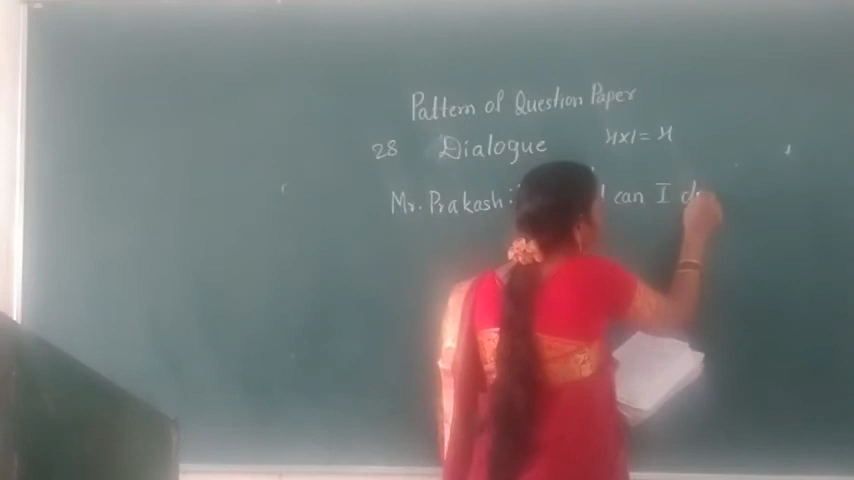 Pattern of Question Paper
28 Dialogue 4x1= 4
Mr. Prakash: can I d